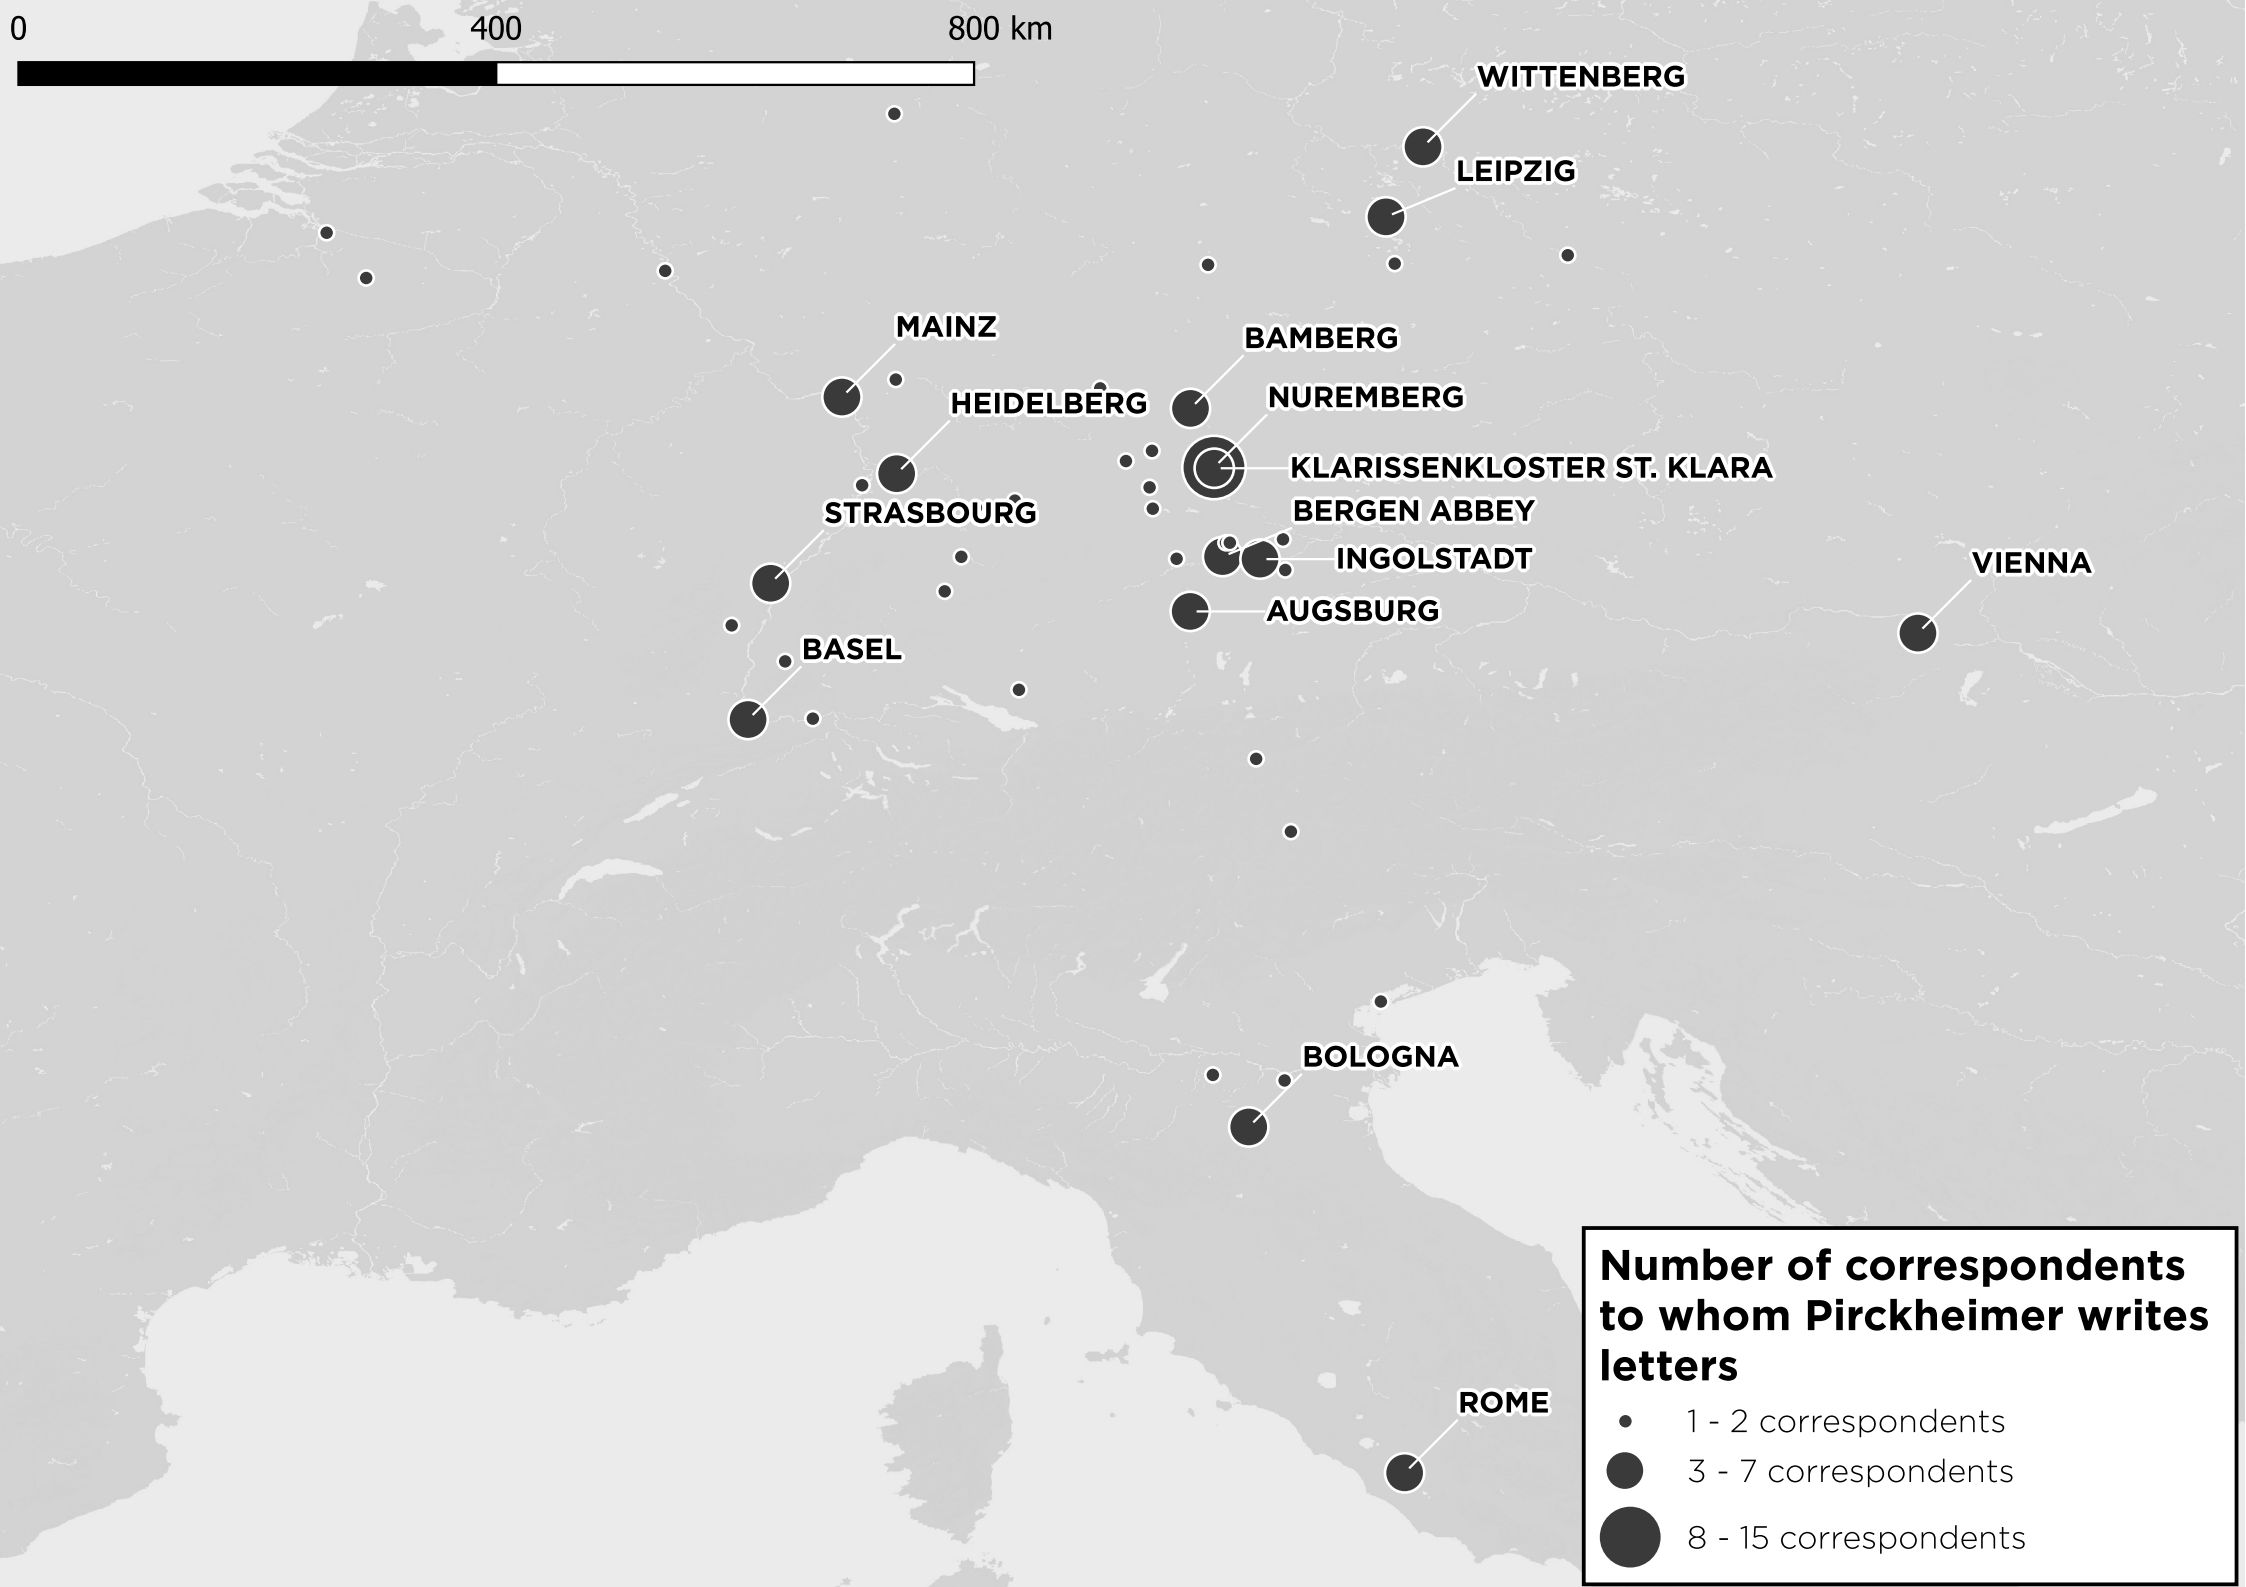 0 400 800 km
WITTENBERG
LEIPZIG
MAINZ
BAMBERG
HEIDELBERG
NUREMBERG
KLARISSENKLOSTER ST. KLARA
STRASBOURG
BERGEN ABBEY
INGOLSTADT
VIENNA
AUGSBURG
BASEL
BOLOGNA
ROME
Number of correspondents
to whom Pirckheimer writes
letters
1 - 2 correspondents
3 - 7 correspondents
8 - 15 correspondents